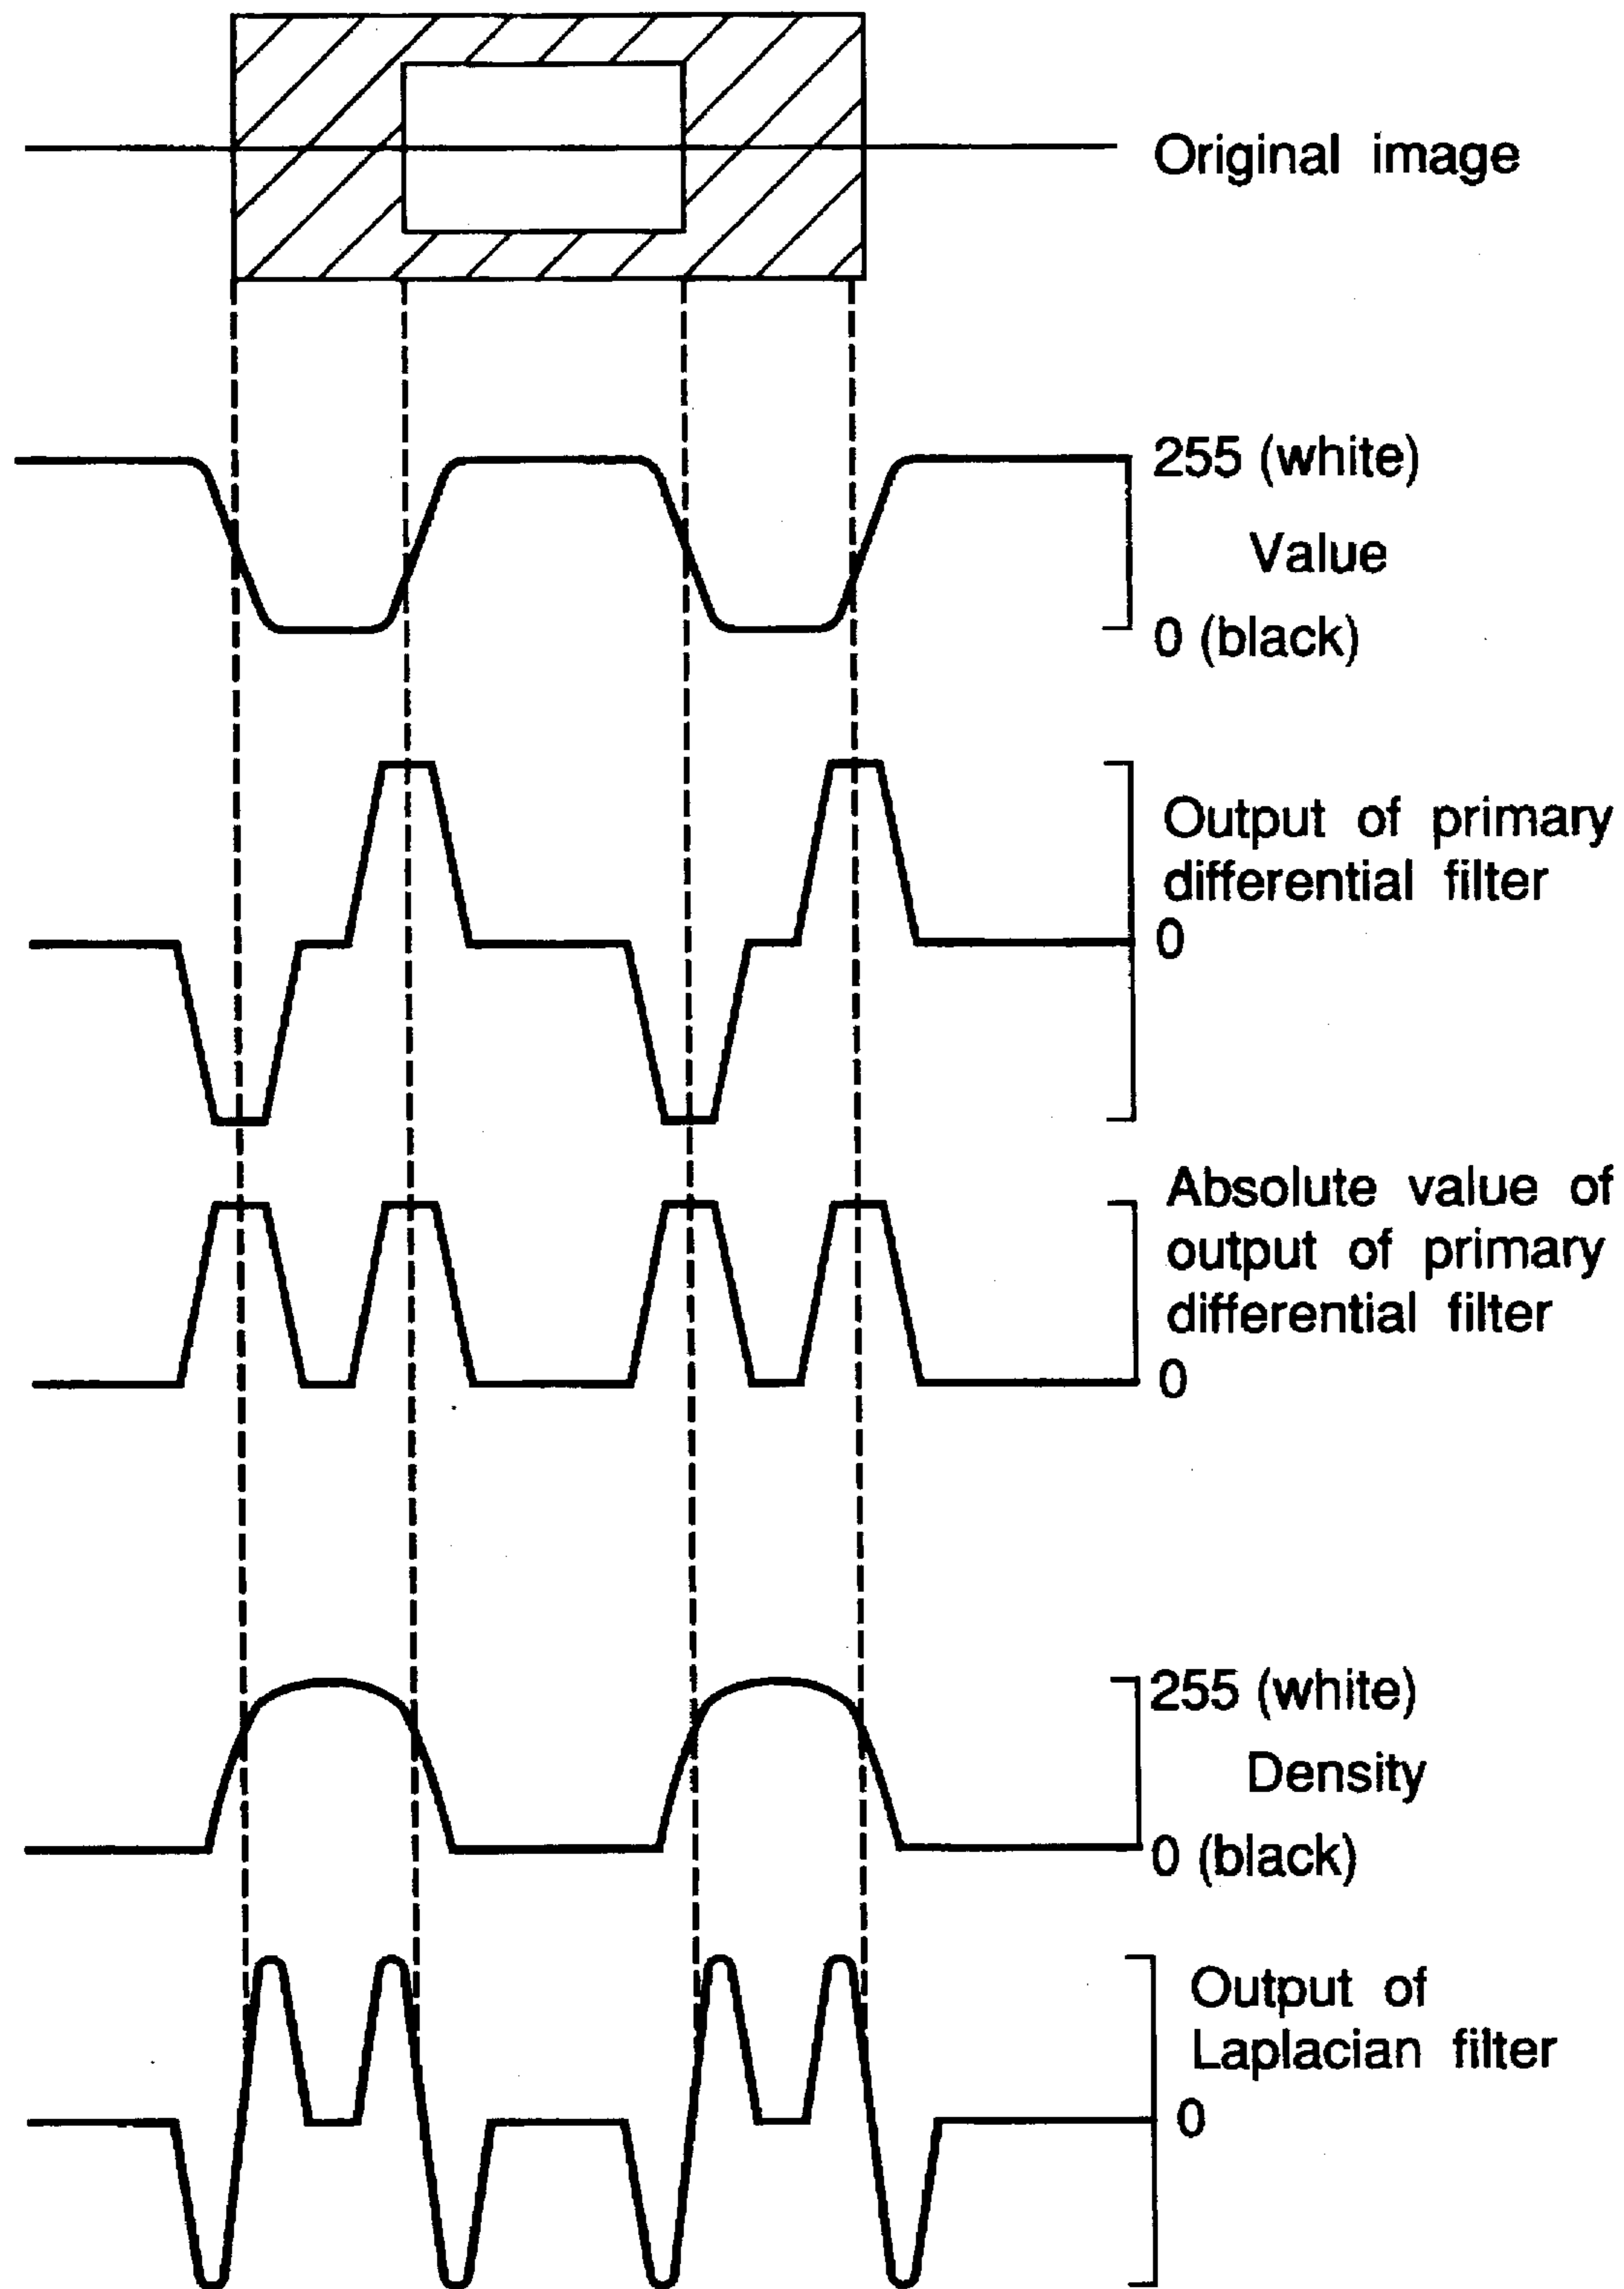 Original image
255 (white)
Value
0 (black)
Output of primary
differential filter
0
Absolute value of
output of primary
differential filter
0
255 (white)
Density
0 (black)
Output of
Laplacian filter
0